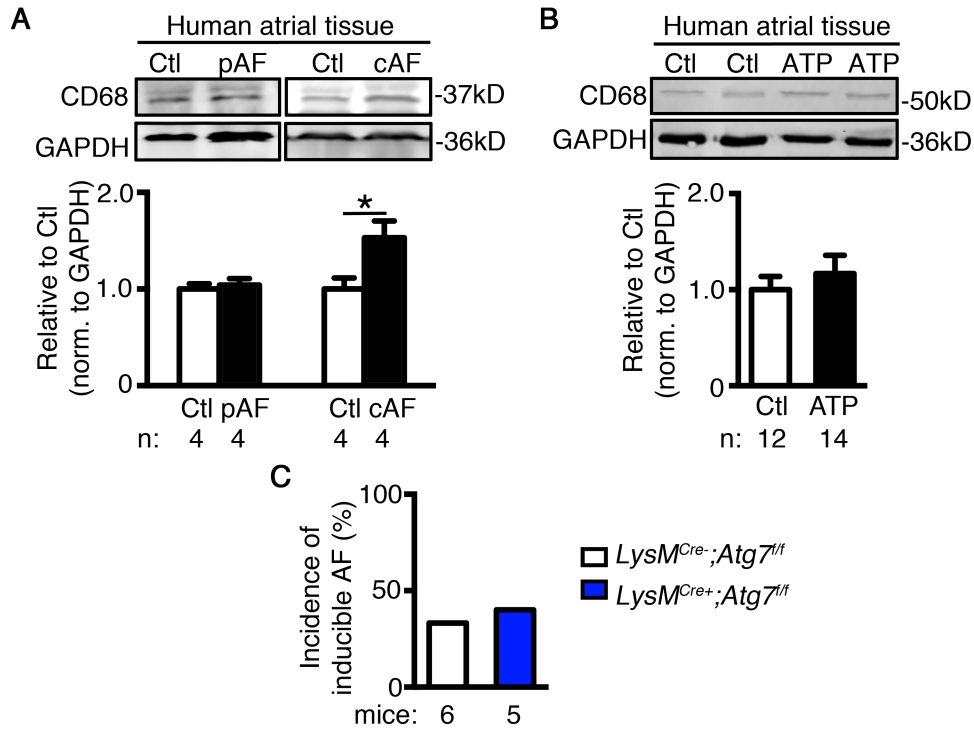 A
Human atrial tissue
Ctl pAF Ctl cAF
CD68 -37kD
GAPDH -36kD
Relative to Ctl
(norm. to GAPDH)
2.0
1.0
0
Ctl pAF Ctl cAF
*
n: 4 4 4 4
B
Human atrial tissue
Ctl Ctl ATP ATP
CD68 -50kD
GAPDH -36kD
Relative to Ctl
(norm. to GAPDH)
2.0
1.0
0
Ctl ATP
n: 12 14
C
Incidence of
inducible AF (%)
100
50
0
mice: 6 5
LysMCre-;Atg7f/f
LysMCre+;Atg7f/f